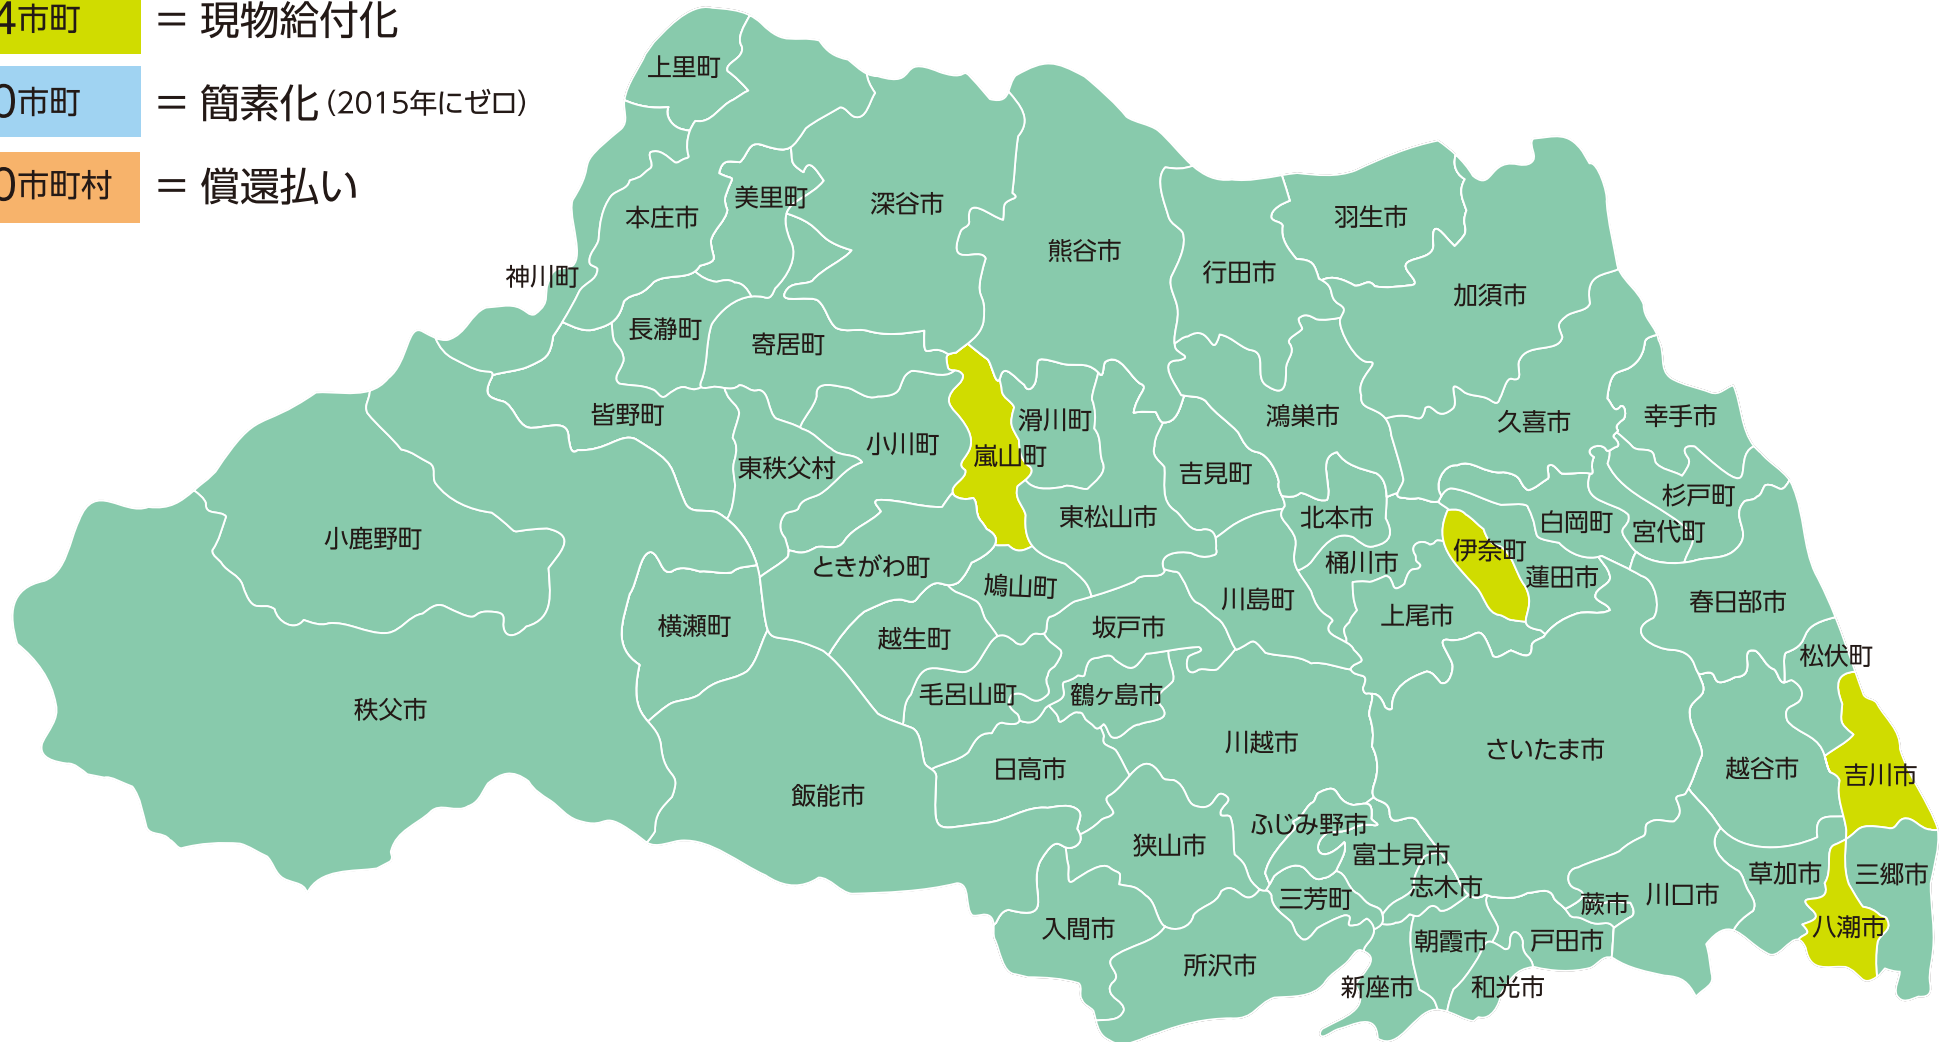 4市町 ＝ 現物給付化
0市町 ＝ 簡素化（2015年にゼロ）
0市町村 ＝ 償還払い
上里町
美里町
深谷市
本庄市
羽生市
熊谷市
行田市
神川町
加須市
長瀞町
寄居町
皆野町
滑川町
鴻巣市
久喜市
幸手市
小川町
嵐山町
東秩父村
吉見町
杉戸町
東松山市
北本市
白岡町
宮代町
小鹿野町
伊奈町
桶川市
ときがわ町
蓮田市
鳩山町
川島町
春日部市
上尾市
横瀬町
坂戸市
越生町
松伏町
毛呂山町
鶴ヶ島市
秩父市
川越市
さいたま市
日高市
越谷市
吉川市
飯能市
ふじみ野市
狭山市
富士見市
草加市
三郷市
志木市
川口市
三芳町
蕨市
入間市
八潮市
朝霞市
戸田市
所沢市
新座市
和光市